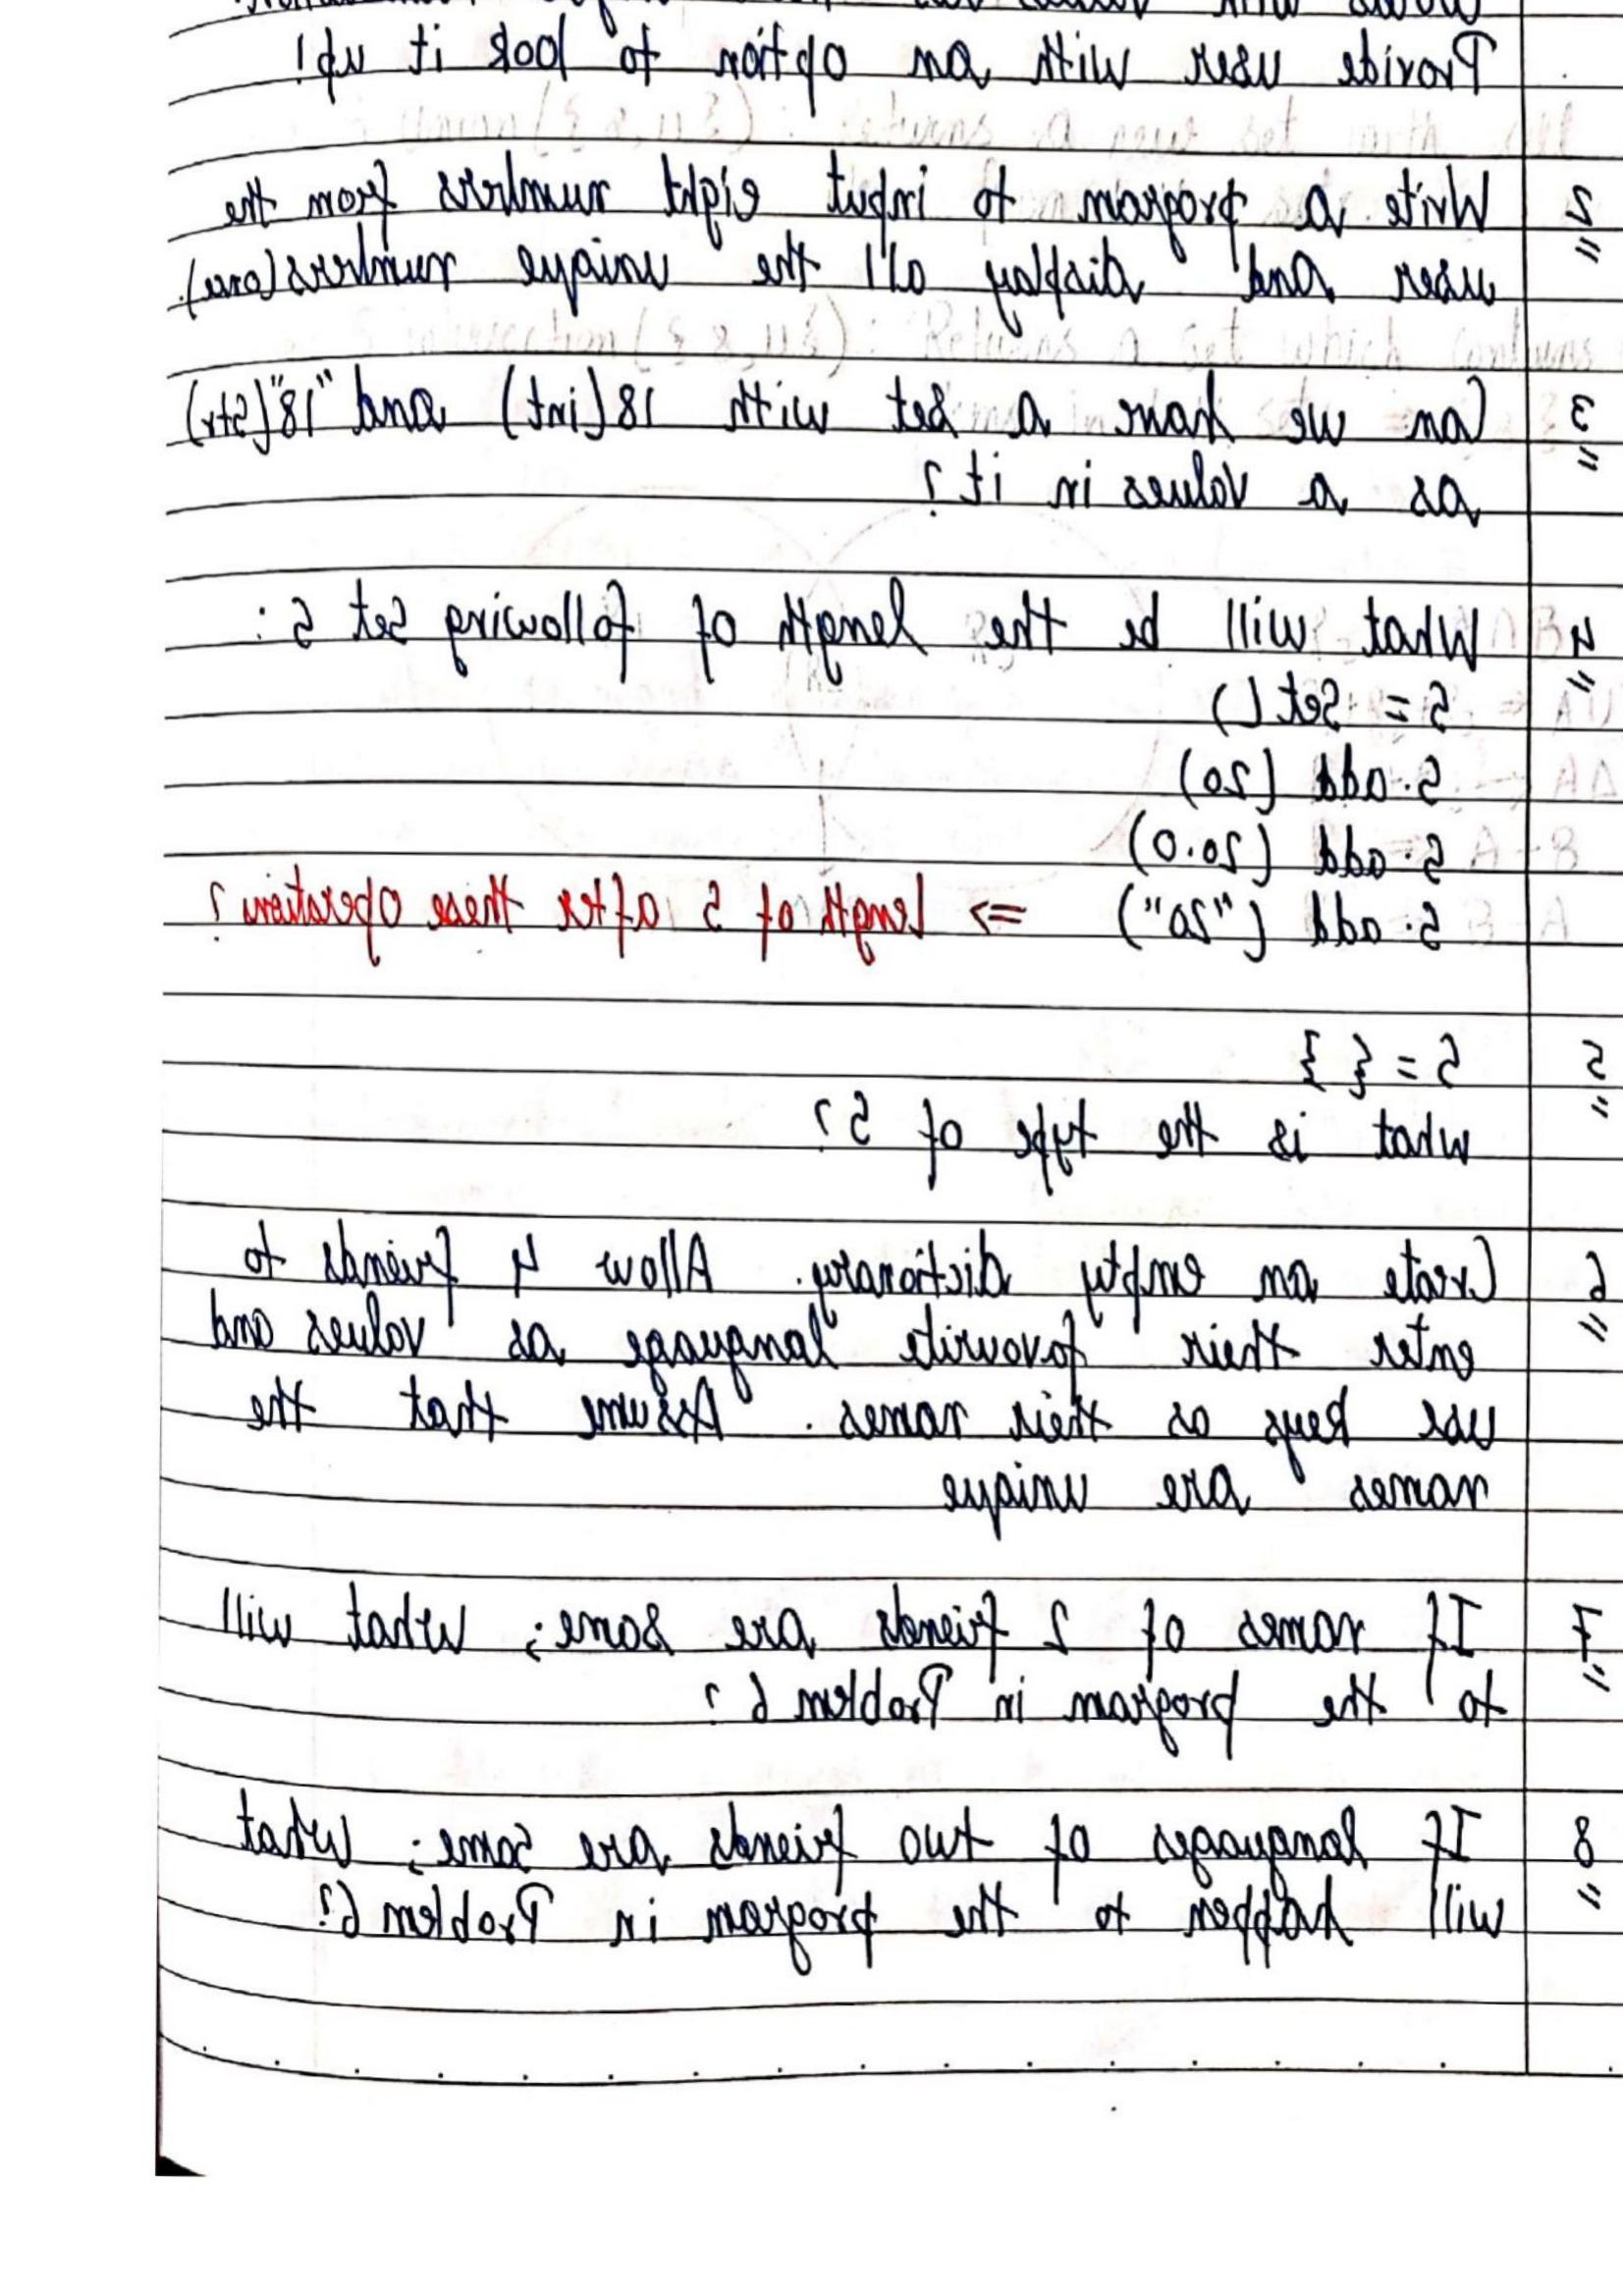 Provide user with an option to look it up!
2 Write a program to input eight numbers from the
user and display all the unique numbers (once).
3 Can we have a set with 18(int) and "18"(str)
as a values in it?
4 What will be the length of following set S:
S = Set()
S.add (20)
S.add (20.0)
S.add ("20") => length of S after these operation?
5 S = { }
what is the type of S?
6 Create an empty dictionary. Allow 4 friends to
enter their favourite language as values and
use keys as their names. Assume that the
names are unique
7 If names of 2 friends are same; what will
to the program in Problem 6?
8 If languages of two friends are same; what
will happen to the program in Problem 6?